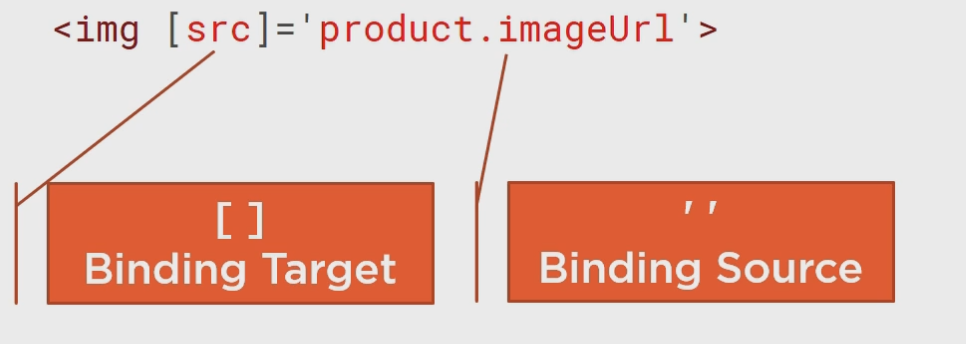 <img [src]='product.imageUrl'>
[ ]
Binding Target
' '
Binding Source